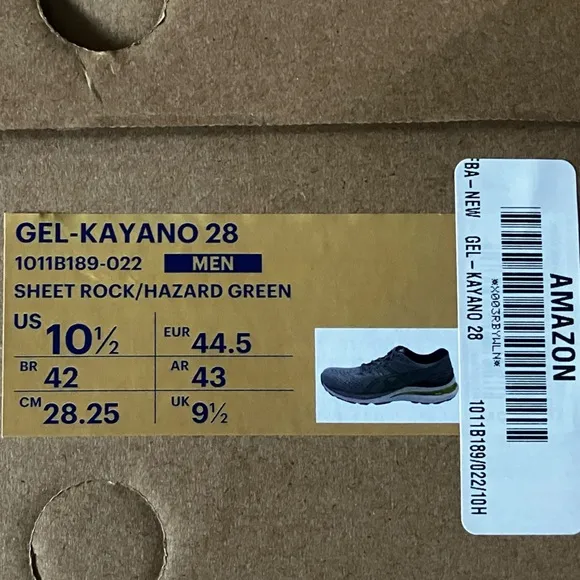 GEL-KAYANO 28
1011B189-022 MEN
SHEET ROCK/HAZARD GREEN
US 10½ EUR 44.5
BR 42 AR 43
CM 28.25 UK 9½
AMAZON
*X003RBYWLN*
FBA-NEW GEL-KAYANO 28 1011B189/022/10H